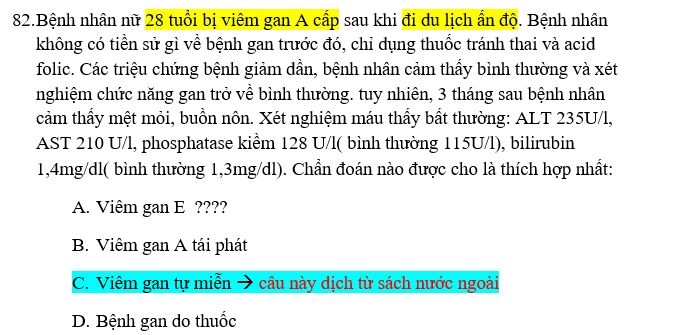 82.Bệnh nhân nữ 28 tuổi bị viêm gan A cấp sau khi đi du lịch ấn độ. Bệnh nhân
không có tiền sử gì về bệnh gan trước đó, chỉ dụng thuốc tránh thai và acid
folic. Các triệu chứng bệnh giảm dần, bệnh nhân cảm thấy bình thường và xét
nghiệm chức năng gan trở về bình thường. tuy nhiên, 3 tháng sau bệnh nhân
cảm thấy mệt mỏi, buồn nôn. Xét nghiệm máu thấy bất thường: ALT 235U/l,
AST 210 U/l, phosphatase kiềm 128 U/l( bình thường 115U/l), bilirubin
1,4mg/dl( bình thường 1,3mg/dl). Chẩn đoán nào được cho là thích hợp nhất:
A. Viêm gan E ????
B. Viêm gan A tái phát
C. Viêm gan tự miễn → câu này dịch từ sách nước ngoài
D. Bệnh gan do thuốc